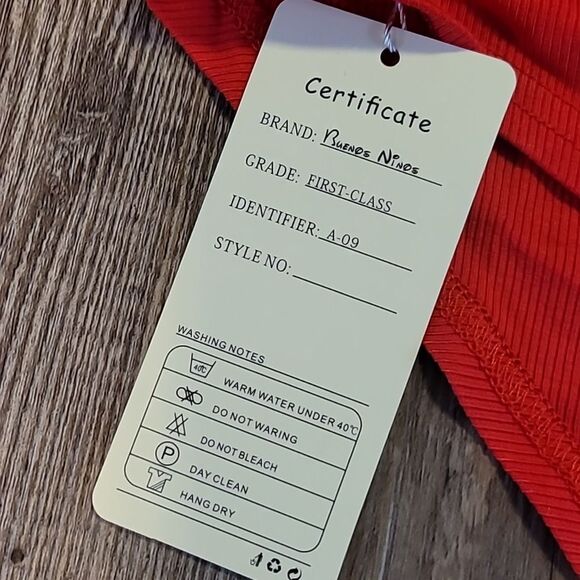 Certificate
BRAND: Buenos Ninos
GRADE: FIRST-CLASS
IDENTIFIER: A-09
STYLE NO:
WASHING NOTES
40℃ WARM WATER UNDER 40℃
DO NOT WARING
DO NOT BLEACH
P DAY CLEAN
HANG DRY